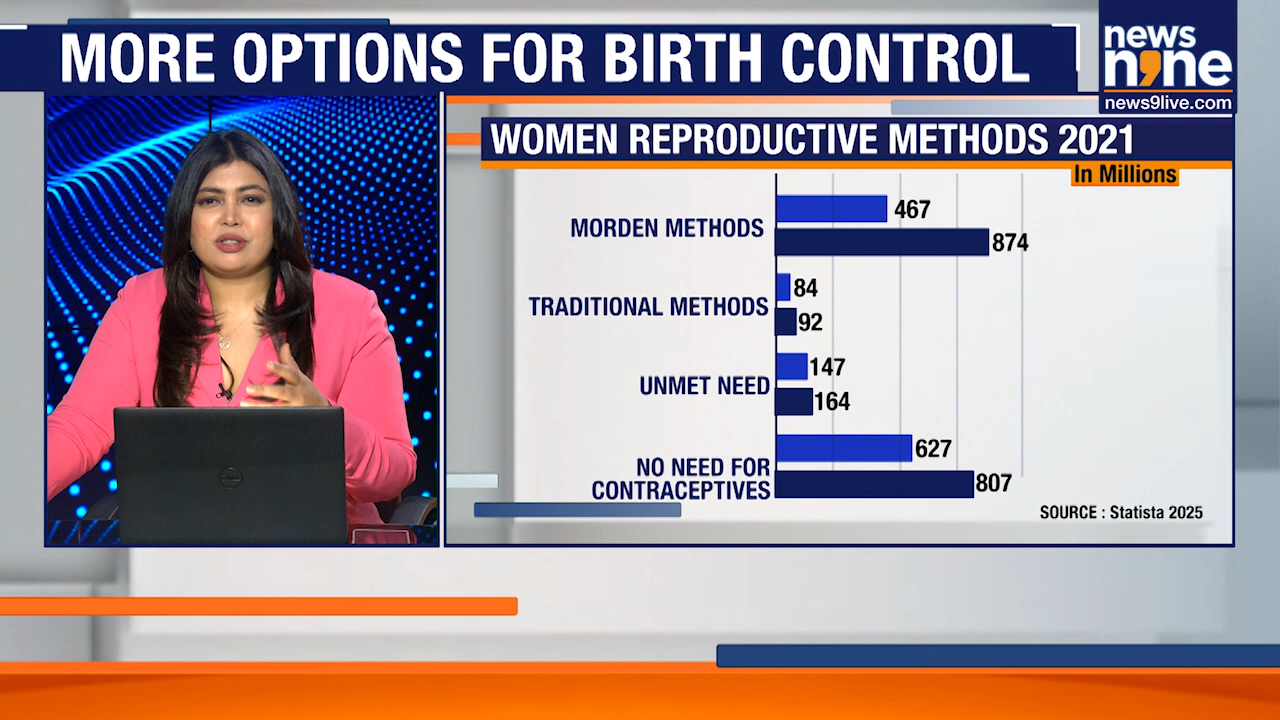 MORE OPTIONS FOR BIRTH CONTROL
news
n9ne
news9live.com
WOMEN REPRODUCTIVE METHODS 2021
In Millions
MORDEN METHODS
467
874
TRADITIONAL METHODS
84
92
UNMET NEED
147
164
NO NEED FOR
CONTRACEPTIVES
627
807
SOURCE : Statista 2025